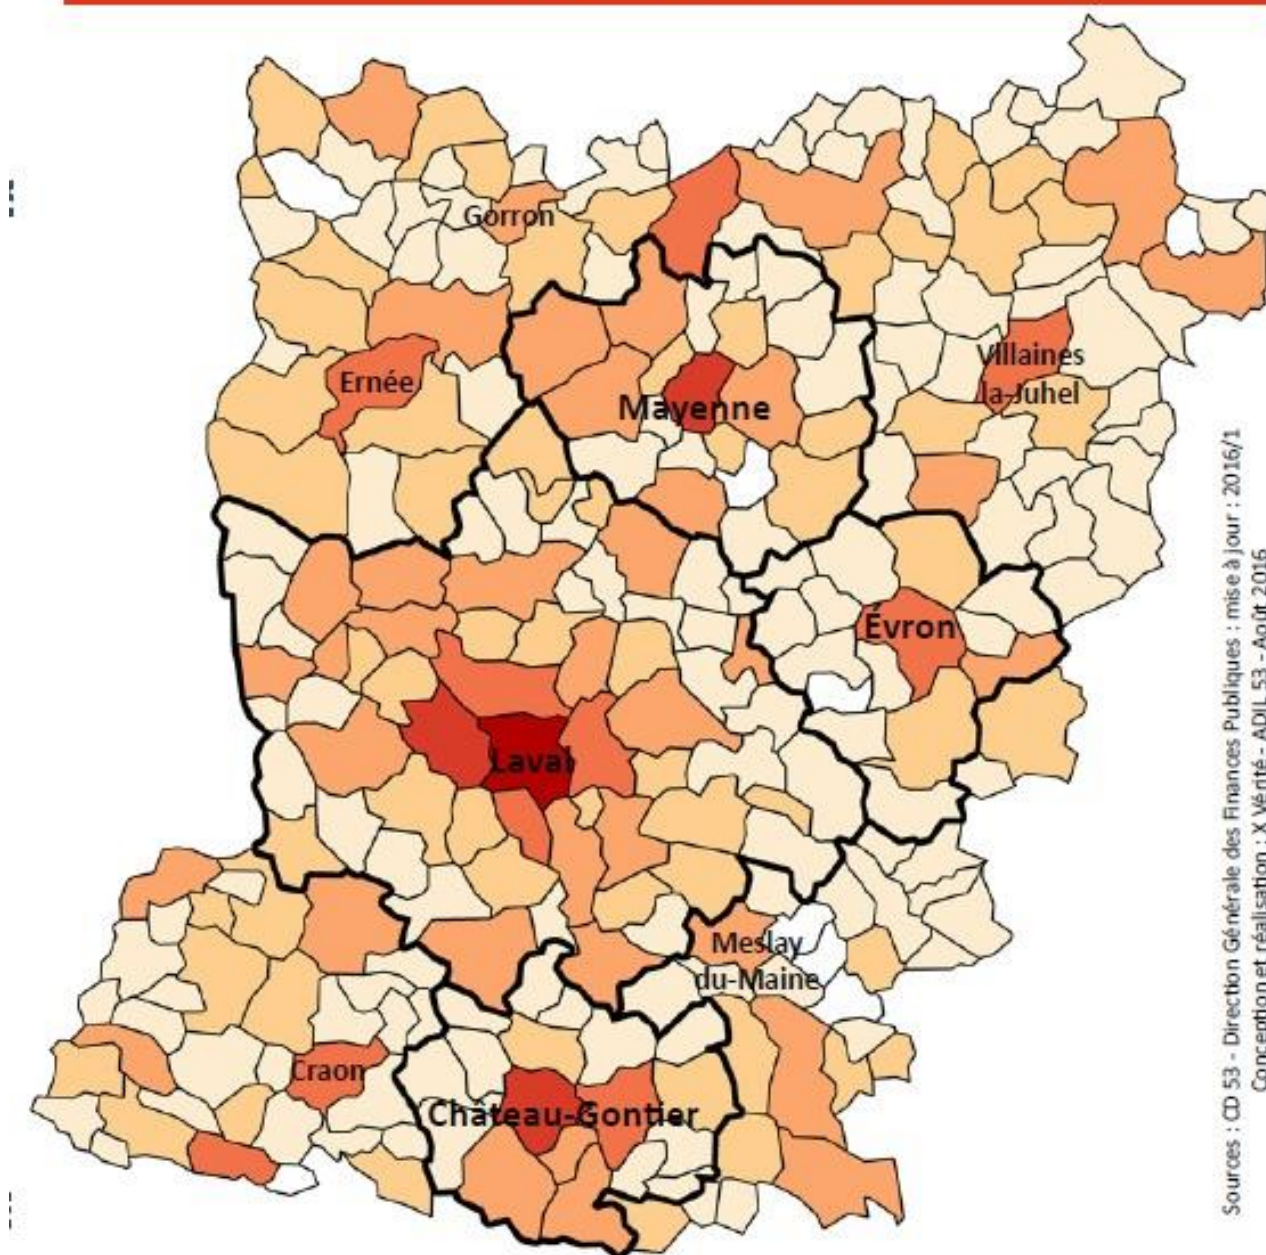 Gorron
Ernée
Mayenne
Villaines
la-Juhel
Évron
Laval
Meslay
du-Maine
Craon
Château-Gontier
Sources : CD 53 - Direction Générale des Finances Publiques : mise à jour : 2016/1
Conception et réalisation : X Vérité - ADIL 53 - Août 2016